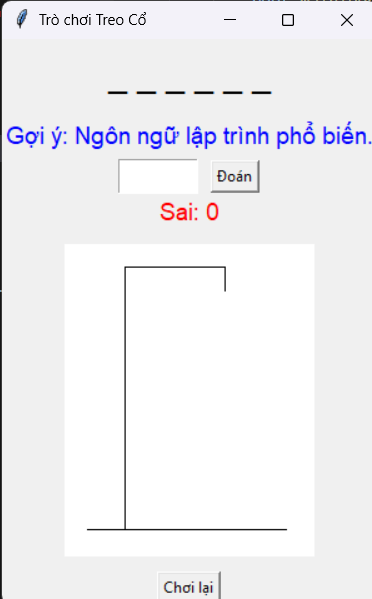 Trò chơi Treo Cổ
_ _ _ _ _ _
Gợi ý: Ngôn ngữ lập trình phổ biến.
Đoán
Sai: 0
Chơi lại